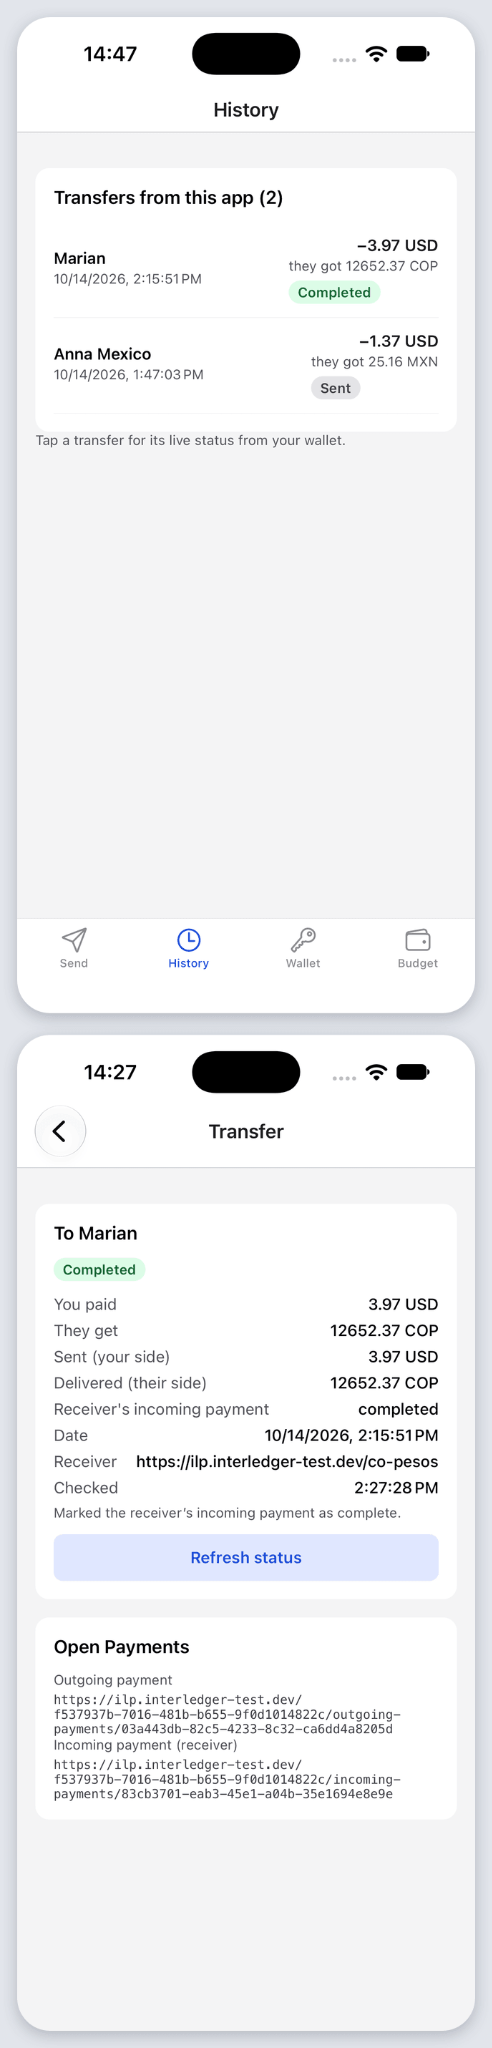 14:47
History
Transfers from this app (2)
Marian
10/14/2026, 2:15:51 PM
−3.97 USD
they got 12652.37 COP
Completed
Anna Mexico
10/14/2026, 1:47:03 PM
−1.37 USD
they got 25.16 MXN
Sent
Tap a transfer for its live status from your wallet.
Send
History
Wallet
Budget
14:27
Transfer
To Marian
Completed
You paid 3.97 USD
They get 12652.37 COP
Sent (your side) 3.97 USD
Delivered (their side) 12652.37 COP
Receiver's incoming payment completed
Date 10/14/2026, 2:15:51 PM
Receiver https://ilp.interledger-test.dev/co-pesos
Checked 2:27:28 PM
Marked the receiver's incoming payment as complete.
Refresh status
Open Payments
Outgoing payment
https://ilp.interledger-test.dev/
f537937b-7016-481b-b655-9f0d1014822c/outgoing-
payments/03a443db-82c5-4233-8c32-ca6dd4a8205d
Incoming payment (receiver)
https://ilp.interledger-test.dev/
f537937b-7016-481b-b655-9f0d1014822c/incoming-
payments/83cb3701-eab3-45e1-a04b-35e1694e8e9e